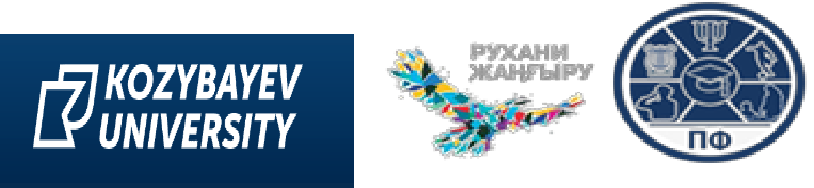 KOZYBAYEV
UNIVERSITY
РУХАНИ
ЖАҢҒЫРУ
ПФ